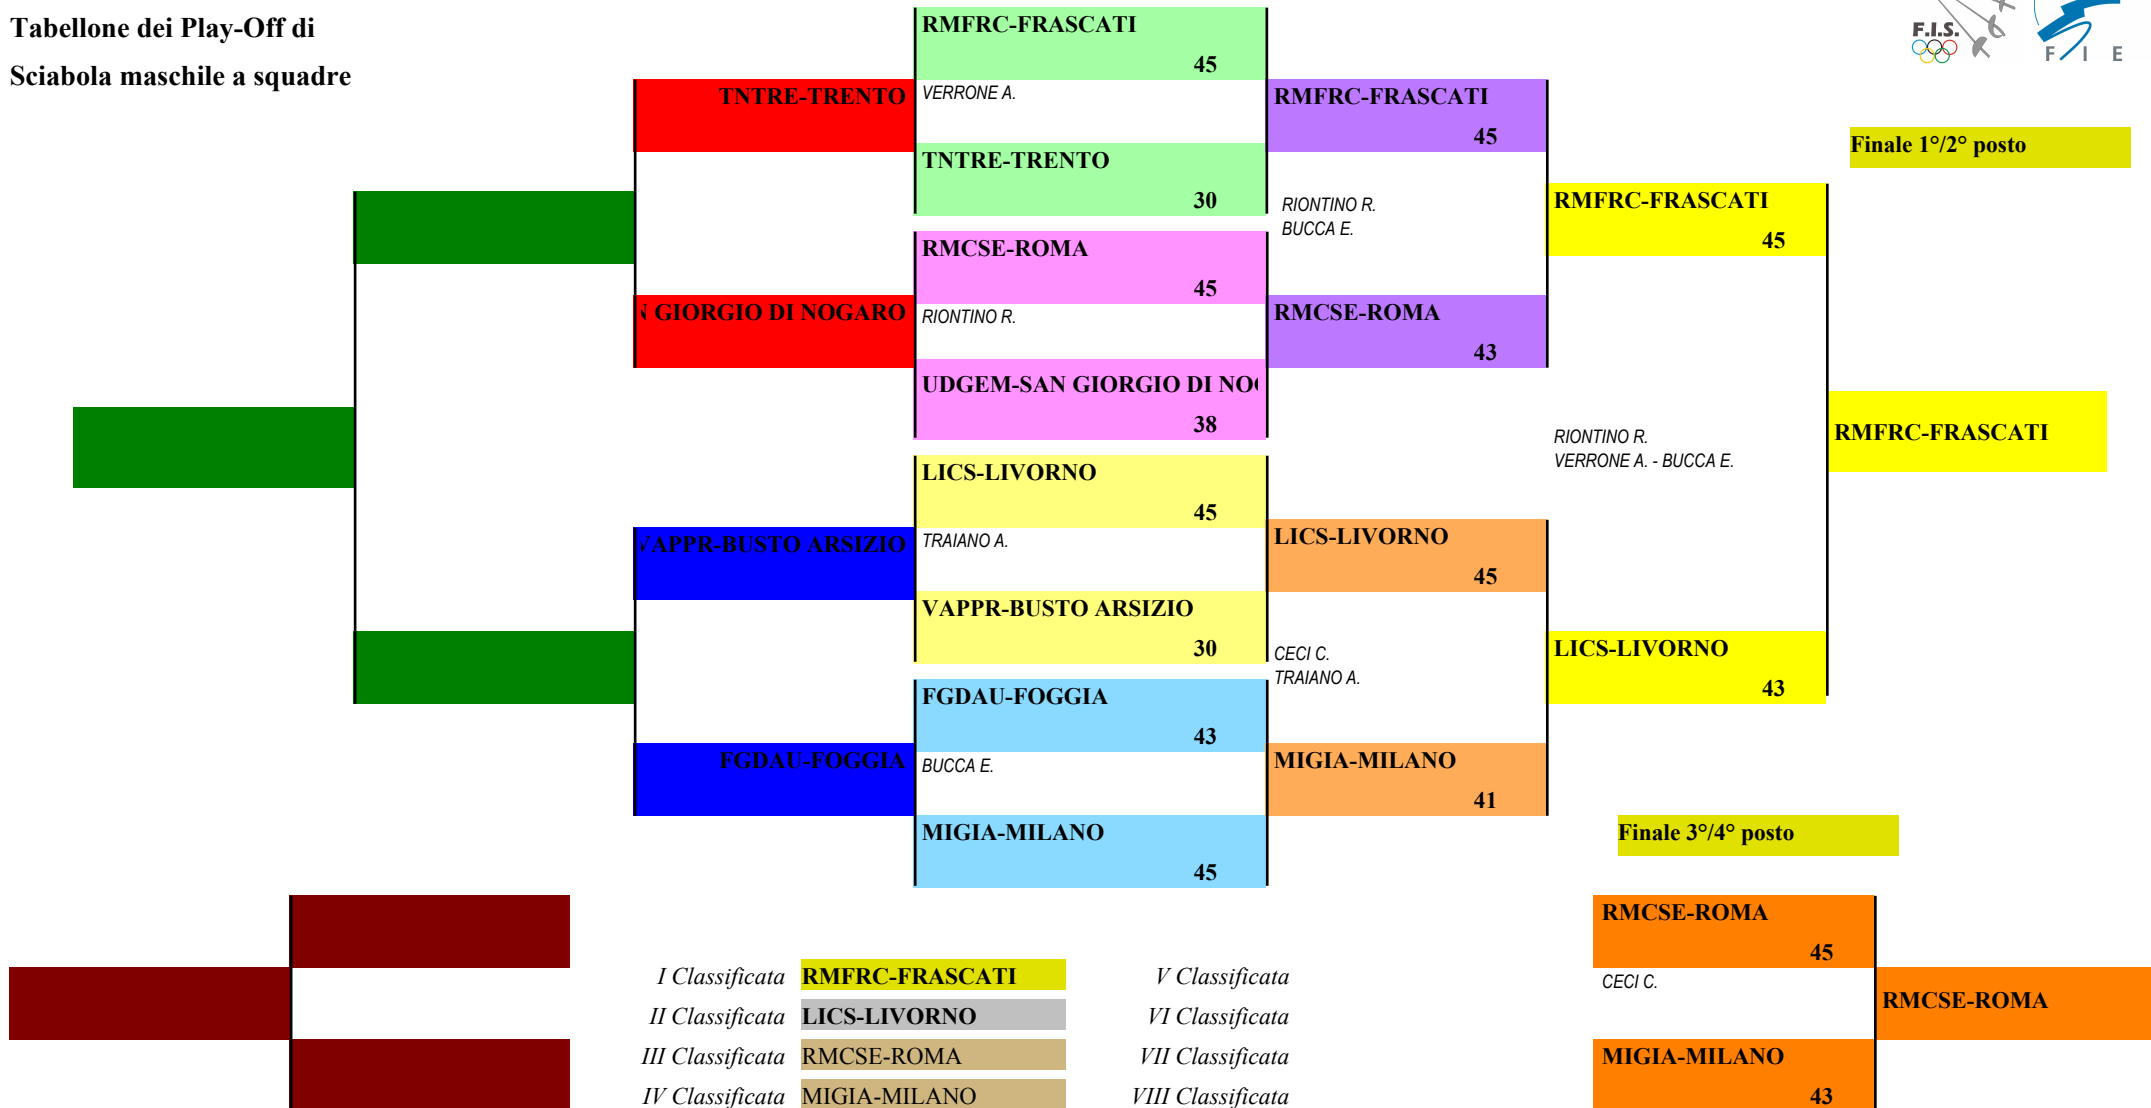 Tabellone dei Play-Off di
Sciabola maschile a squadre
F.I.S.
F I E
TNTRE-TRENTO
N GIORGIO DI NOGARO
VAPPR-BUSTO ARSIZIO
FGDAU-FOGGIA
RMFRC-FRASCATI
45
VERRONE A.
TNTRE-TRENTO
30
RMCSE-ROMA
45
RIONTINO R.
UDGEM-SAN GIORGIO DI NOG
38
LICS-LIVORNO
45
TRAIANO A.
VAPPR-BUSTO ARSIZIO
30
FGDAU-FOGGIA
43
BUCCA E.
MIGIA-MILANO
45
RMFRC-FRASCATI
45
RIONTINO R.
BUCCA E.
RMCSE-ROMA
43
LICS-LIVORNO
45
CECI C.
TRAIANO A.
MIGIA-MILANO
41
Finale 1°/2° posto
RMFRC-FRASCATI
45
RIONTINO R.
VERRONE A. - BUCCA E.
LICS-LIVORNO
43
RMFRC-FRASCATI
Finale 3°/4° posto
RMCSE-ROMA
45
CECI C.
MIGIA-MILANO
43
RMCSE-ROMA
I Classificata RMFRC-FRASCATI
II Classificata LICS-LIVORNO
III Classificata RMCSE-ROMA
IV Classificata MIGIA-MILANO
V Classificata
VI Classificata
VII Classificata
VIII Classificata